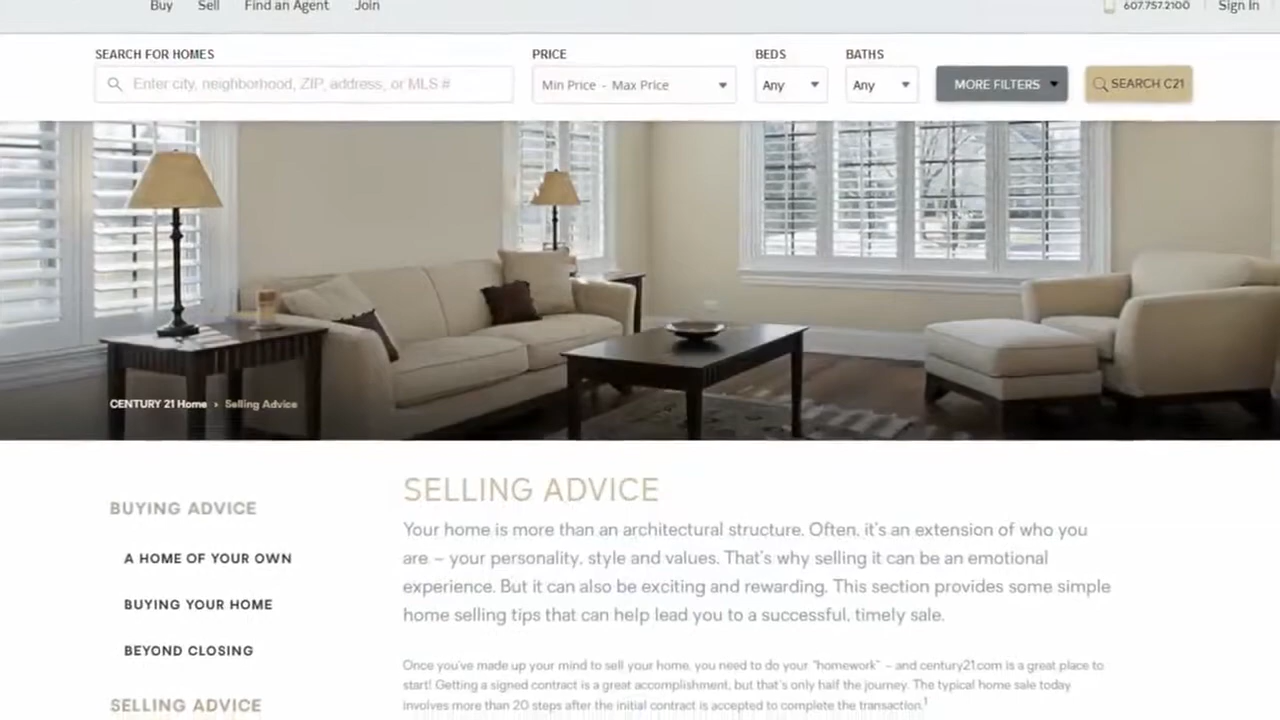 Buy Sell Find an Agent Join 607.757.2100 Sign In
SEARCH FOR HOMES PRICE BEDS BATHS
Enter city, neighborhood, ZIP, address, or MLS # Min Price - Max Price Any Any MORE FILTERS SEARCH C21
CENTURY 21 Home › Selling Advice
BUYING ADVICE
A HOME OF YOUR OWN
BUYING YOUR HOME
BEYOND CLOSING
SELLING ADVICE
SELLING ADVICE
Your home is more than an architectural structure. Often, it's an extension of who you
are – your personality, style and values. That's why selling it can be an emotional
experience. But it can also be exciting and rewarding. This section provides some simple
home selling tips that can help lead you to a successful, timely sale.
Once you've made up your mind to sell your home, you need to do your "homework" – and century21.com is a great place to
start! Getting a signed contract is a great accomplishment, but that's only half the journey. The typical home sale today
involves more than 20 steps after the initial contract is accepted to complete the transaction.¹